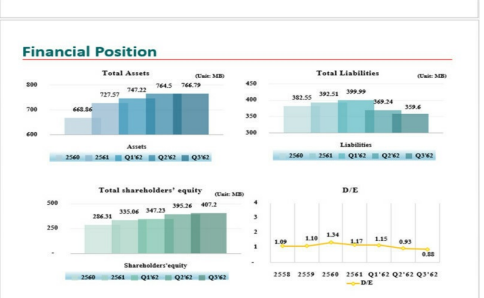 Financial Position
Total Assets
(Unit: MB)
800
700
600
668.86
727.57
747.22
764.5
766.79
Assets
2560 2561 Q1'62 Q2'62 Q3'62
Total Liabilities
(Unit: MB)
450
400
350
300
382.55
392.51
399.99
369.24
359.6
Liabilities
2560 2561 Q1'62 Q2'62 Q3'62
Total shareholders' equity
(Unit: MB)
500
250
-
286.31
335.06
347.23
395.26
407.2
Shareholders'equity
2560 2561 Q1'62 Q2'62 Q3'62
D/E
4
3
2
1
-
1.09
1.10
1.34
1.17
1.15
0.93
0.88
2558 2559 2560 2561 Q1'62 Q2'62 Q3'62
D/E